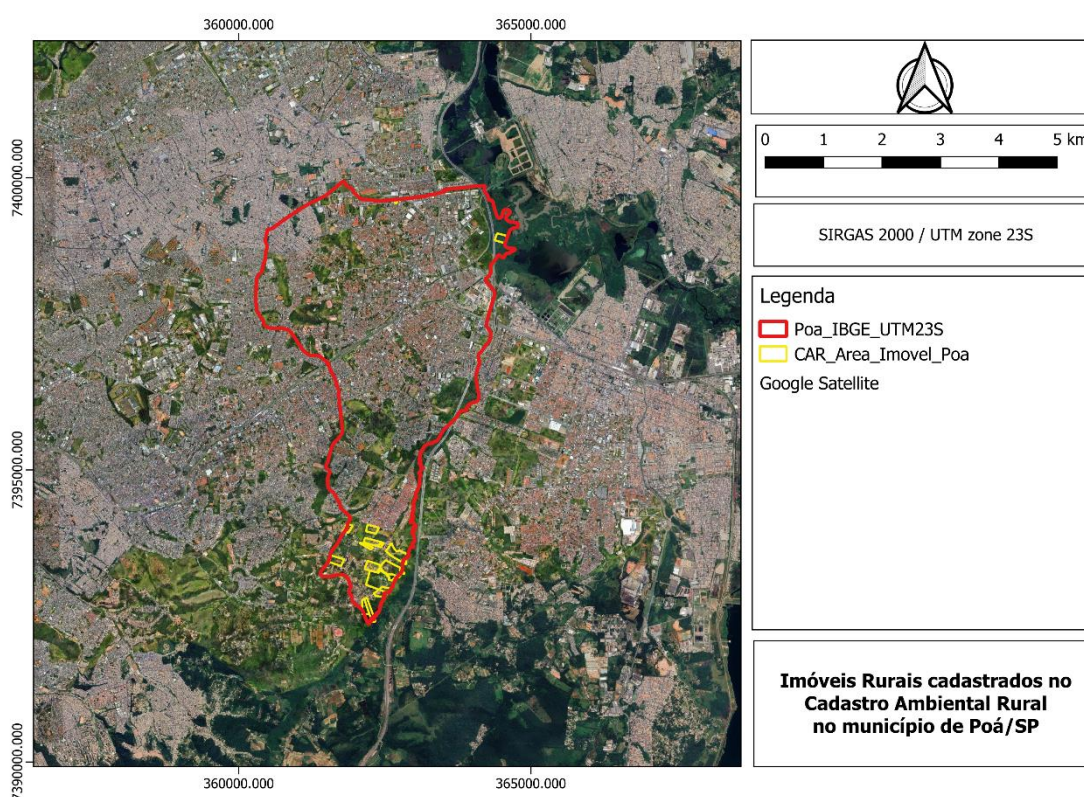 360000.000
365000.000
7400000.000
7395000.000
7390000.000
360000.000
365000.000
0 1 2 3 4 5 km
SIRGAS 2000 / UTM zone 23S
Legenda
Poa_IBGE_UTM23S
CAR_Area_Imovel_Poa
Google Satellite
Imóveis Rurais cadastrados no
Cadastro Ambiental Rural
no município de Poá/SP